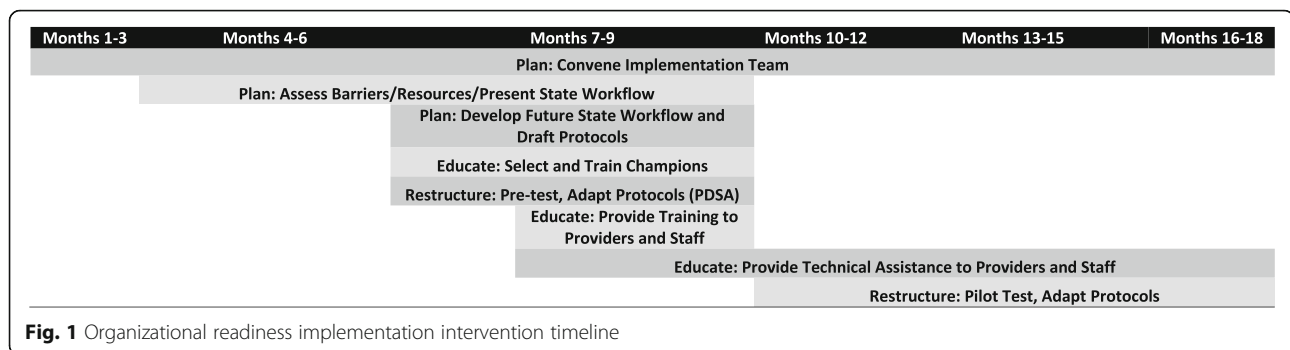 Months 1-3 Months 4-6 Months 7-9 Months 10-12 Months 13-15 Months 16-18
Plan: Convene Implementation Team
Plan: Assess Barriers/Resources/Present State Workflow
Plan: Develop Future State Workflow and
Draft Protocols
Educate: Select and Train Champions
Restructure: Pre-test, Adapt Protocols (PDSA)
Educate: Provide Training to
Providers and Staff
Educate: Provide Technical Assistance to Providers and Staff
Restructure: Pilot Test, Adapt Protocols
Fig. 1 Organizational readiness implementation intervention timeline